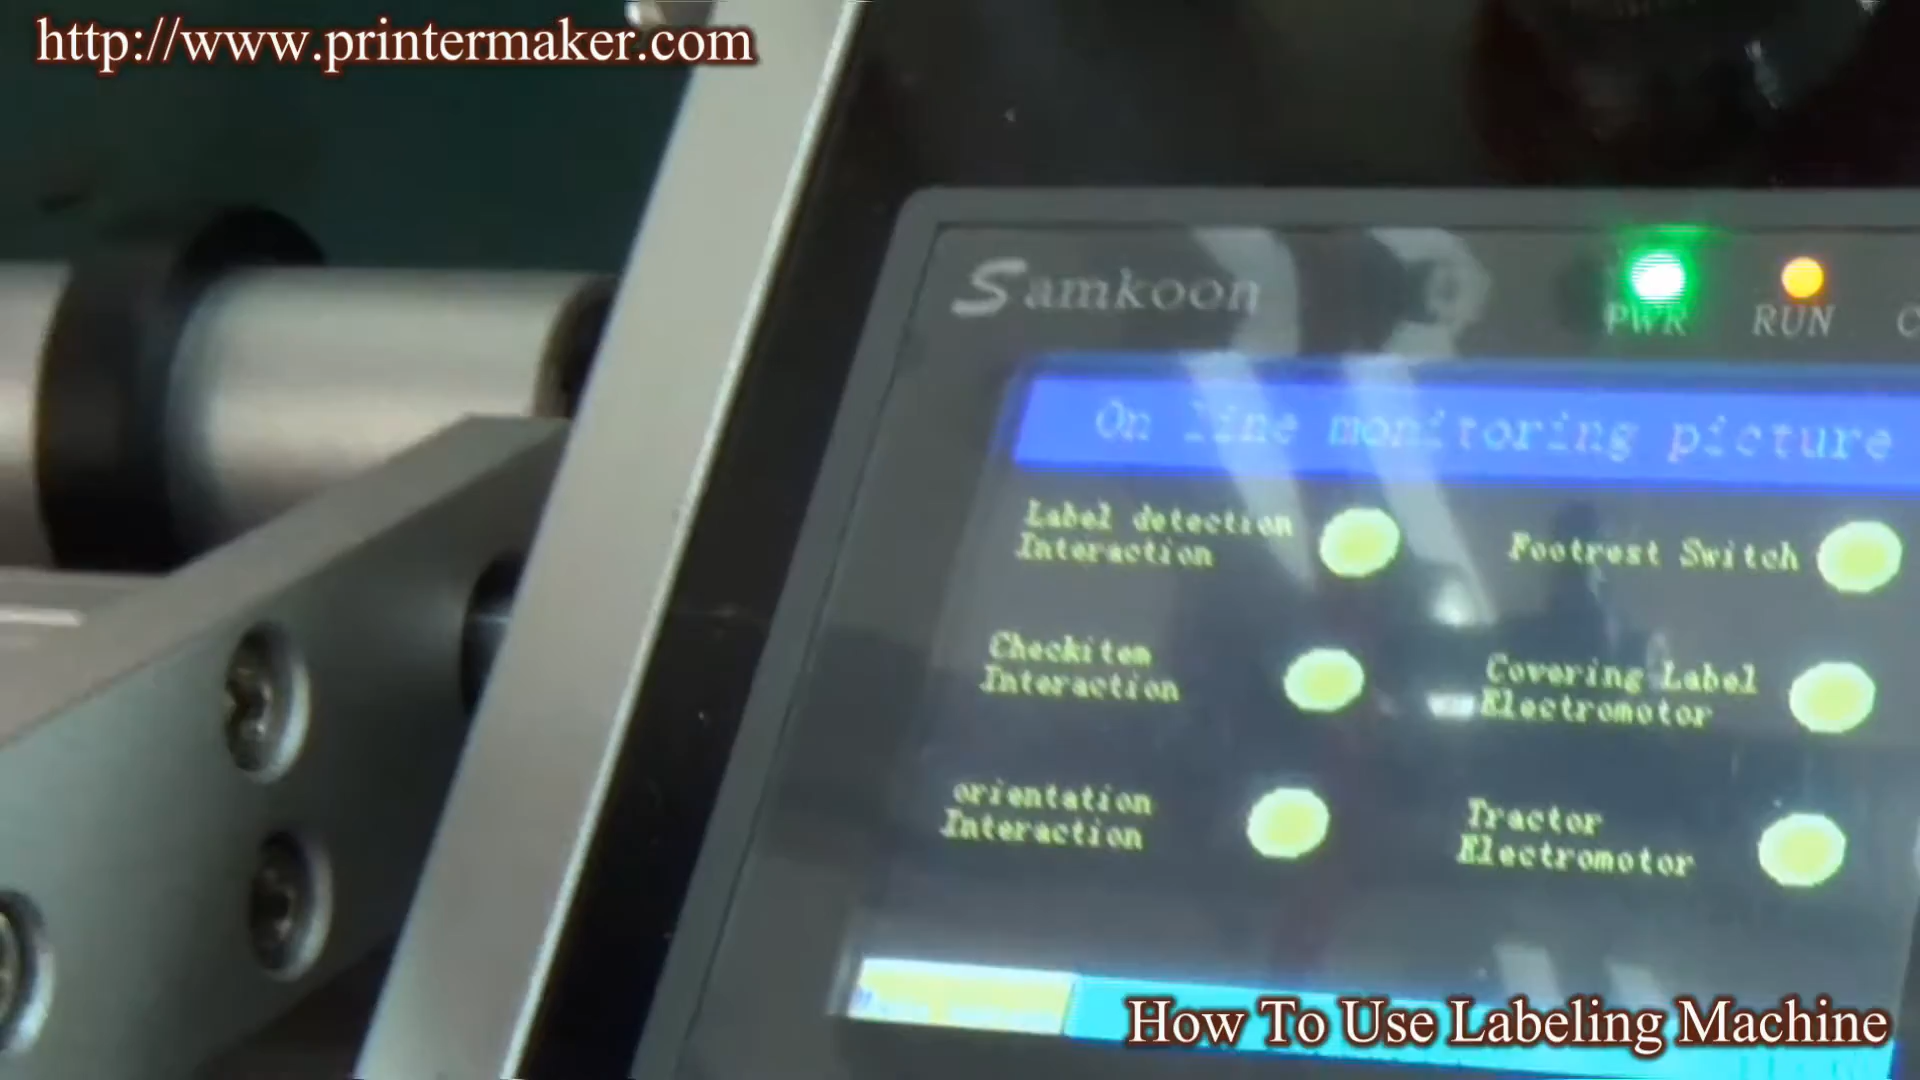 http://www.printermaker.com
Samkoon
PWR
RUN
On line monitoring picture
Label detection
Interaction
Footrest Switch
Checkitem
Interaction
Covering Label
Electromotor
orientation
Interaction
Tractor
Electromotor
How To Use Labeling Machine